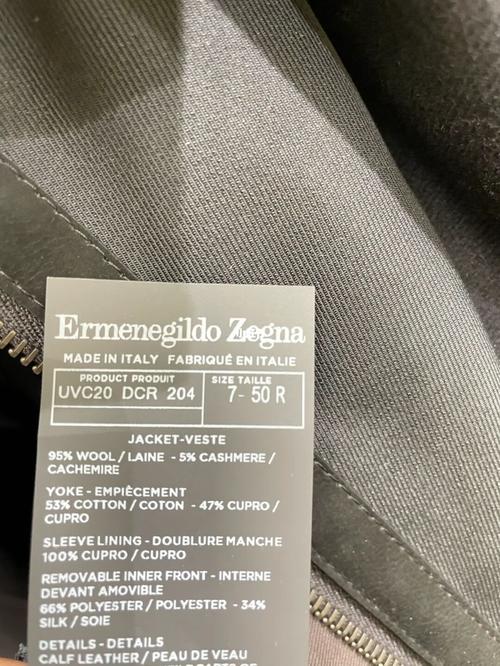 Ermenegildo Zegna
MADE IN ITALY FABRIQUÉ EN ITALIE
PRODUCT PRODUIT
SIZE TAILLE
UVC20 DCR 204
7- 50 R
JACKET-VESTE
95% WOOL / LAINE - 5% CASHMERE /
CACHEMIRE
YOKE - EMPIÈCEMENT
53% COTTON / COTON - 47% CUPRO /
CUPRO
SLEEVE LINING - DOUBLURE MANCHE
100% CUPRO / CUPRO
REMOVABLE INNER FRONT - INTERNE
DEVANT AMOVIBLE
66% POLYESTER / POLYESTER - 34%
SILK / SOIE
DETAILS - DETAILS
CALF LEATHER / PEAU DE VEAU